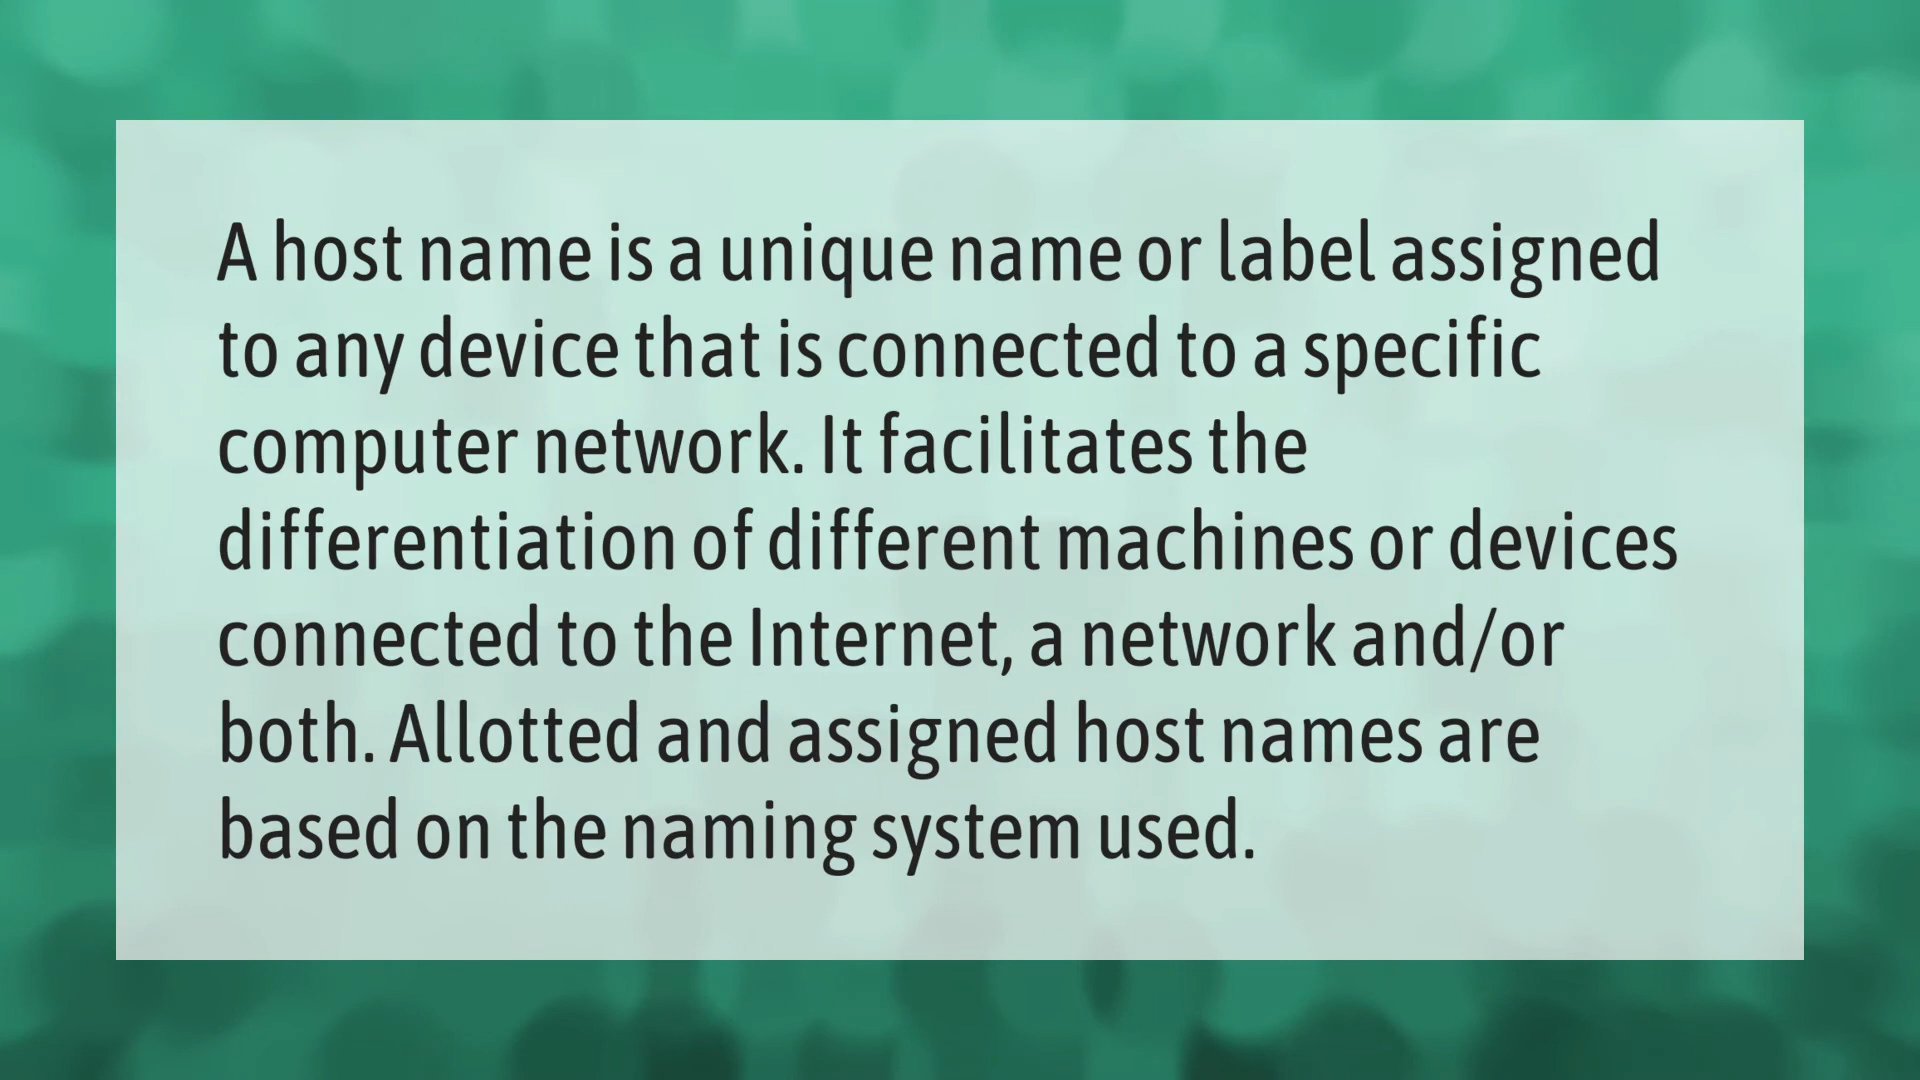 A host name is a unique name or label assigned
to any device that is connected to a specific
computer network. It facilitates the
differentiation of different machines or devices
connected to the Internet, a network and/or
both. Allotted and assigned host names are
based on the naming system used.